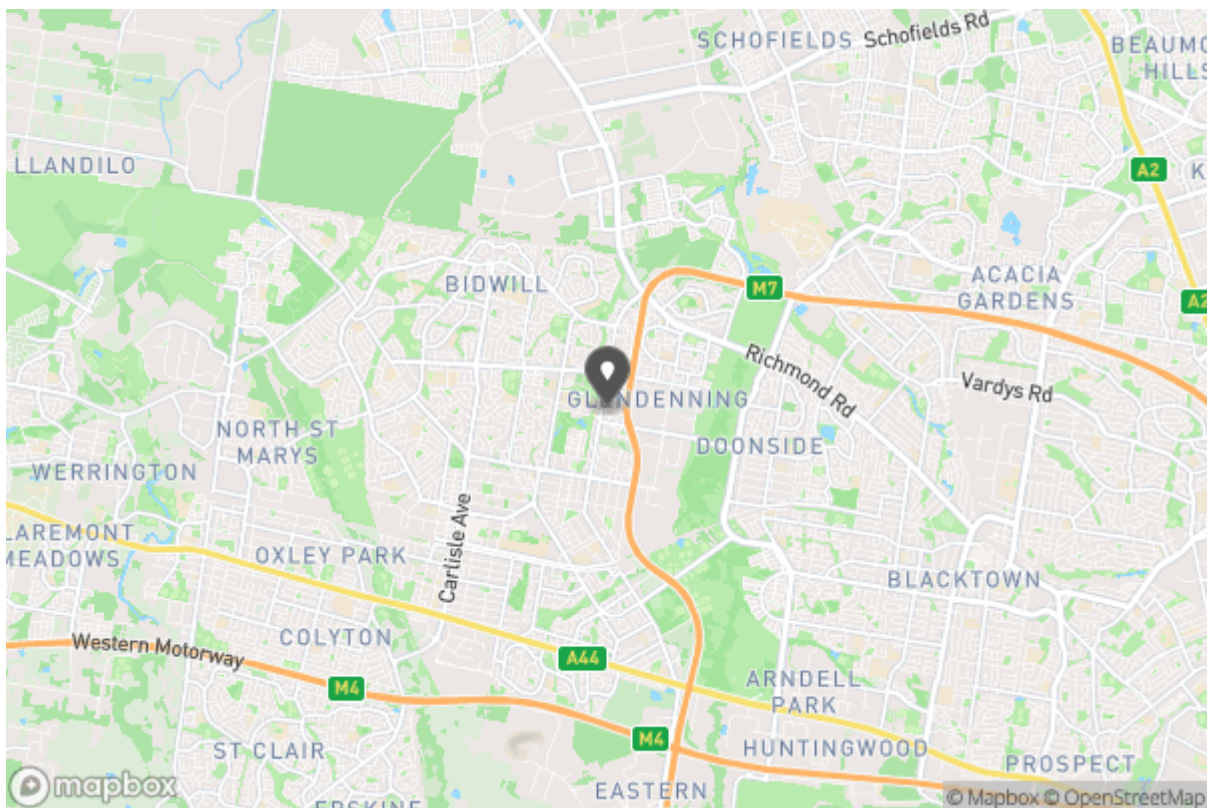 SCHOFIELDS
Schofields Rd
BEAUMO
HILLS
LLANDILO
A2
K
BIDWILL
M7
ACACIA
GARDENS
A2
Richmond Rd
Vardys Rd
GLENDENNING
NORTH ST
MARYS
DOONSIDE
WERRINGTON
Carlisle Ave
LAREMONT
MEADOWS
OXLEY PARK
BLACKTOWN
COLYTON
Western Motorway
A44
M4
ARNDELL
PARK
M4
ST CLAIR
HUNTINGWOOD
PROSPECT
EASTERN
ERSKINE
mapbox
© Mapbox © OpenStreetMap